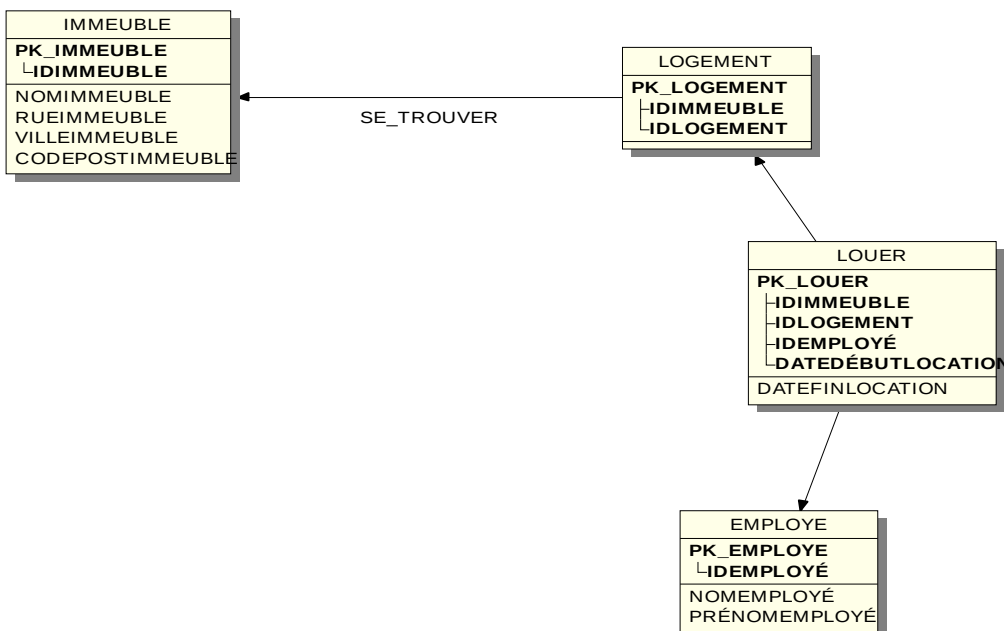 IMMEUBLE
PK_IMMEUBLE
IDIMMEUBLE
NOMIMMEUBLE
RUEIMMEUBLE
VILLEIMMEUBLE
CODEPOSTIMMEUBLE
SE_TROUVER
LOGEMENT
PK_LOGEMENT
IDIMMEUBLE
IDLOGEMENT
LOUER
PK_LOUER
IDIMMEUBLE
IDLOGEMENT
IDEMPLOYÉ
DATEDÉBUTLOCATION
DATEFINLOCATION
EMPLOYE
PK_EMPLOYE
IDEMPLOYÉ
NOMEMPLOYÉ
PRÉNOMEMPLOYÉ